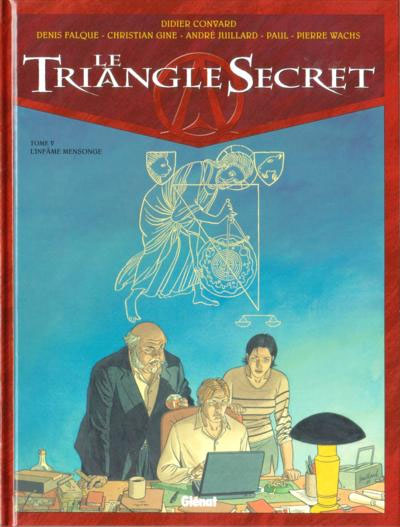 DIDIER CONVARD
DENIS FALQUE - CHRISTIAN GINE - ANDRÉ JUILLARD - PAUL - PIERRE WACHS
LE
TRIANGLE SECRET
TOME V
L'INFÂME MENSONGE
Glénat